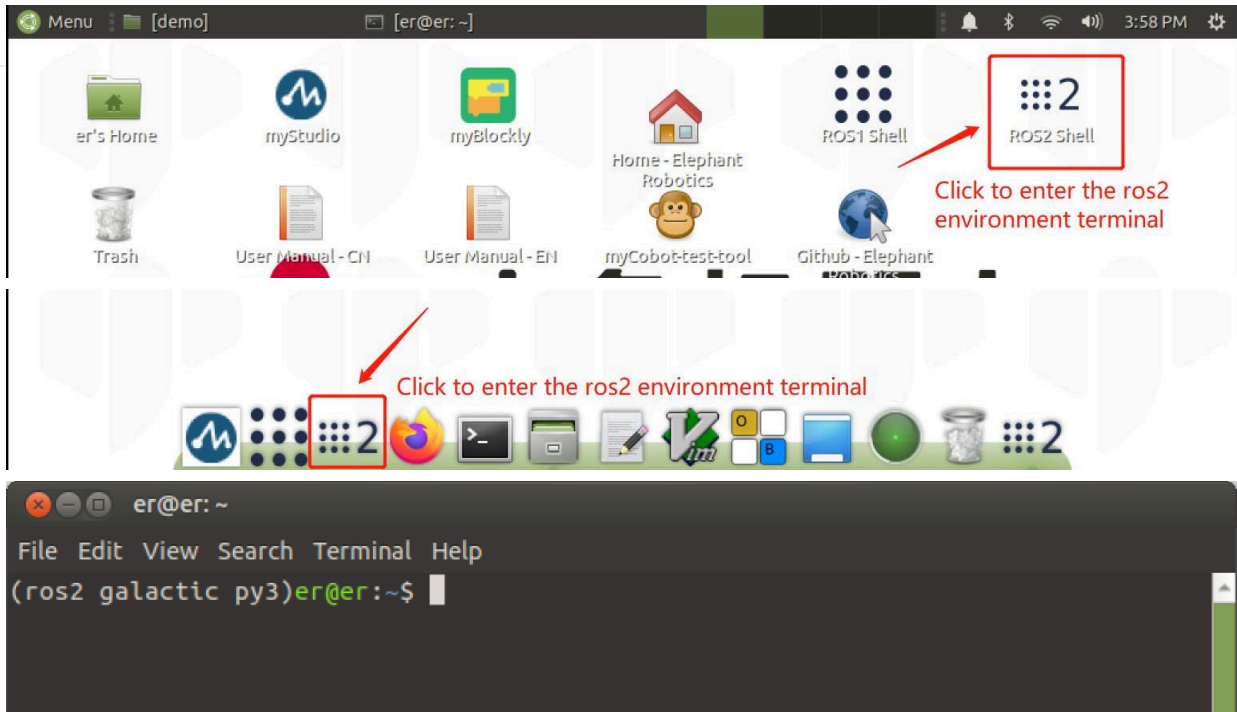 Menu
[demo]
[er@er: ~]
3:58 PM
2
er's Home
myStudio
myBlockly
Home - Elephant
Robotics
ROS1 Shell
ROS2 Shell
Click to enter the ros2
environment terminal
Trash
User Manual - CN
User Manual - EN
myCobot-test-tool
Github - Elephant
Robotics
Click to enter the ros2 environment terminal
2
>_
Vim
O
B
2
er@er: ~
File Edit View Search Terminal Help
(ros2 galactic py3)er@er:~$